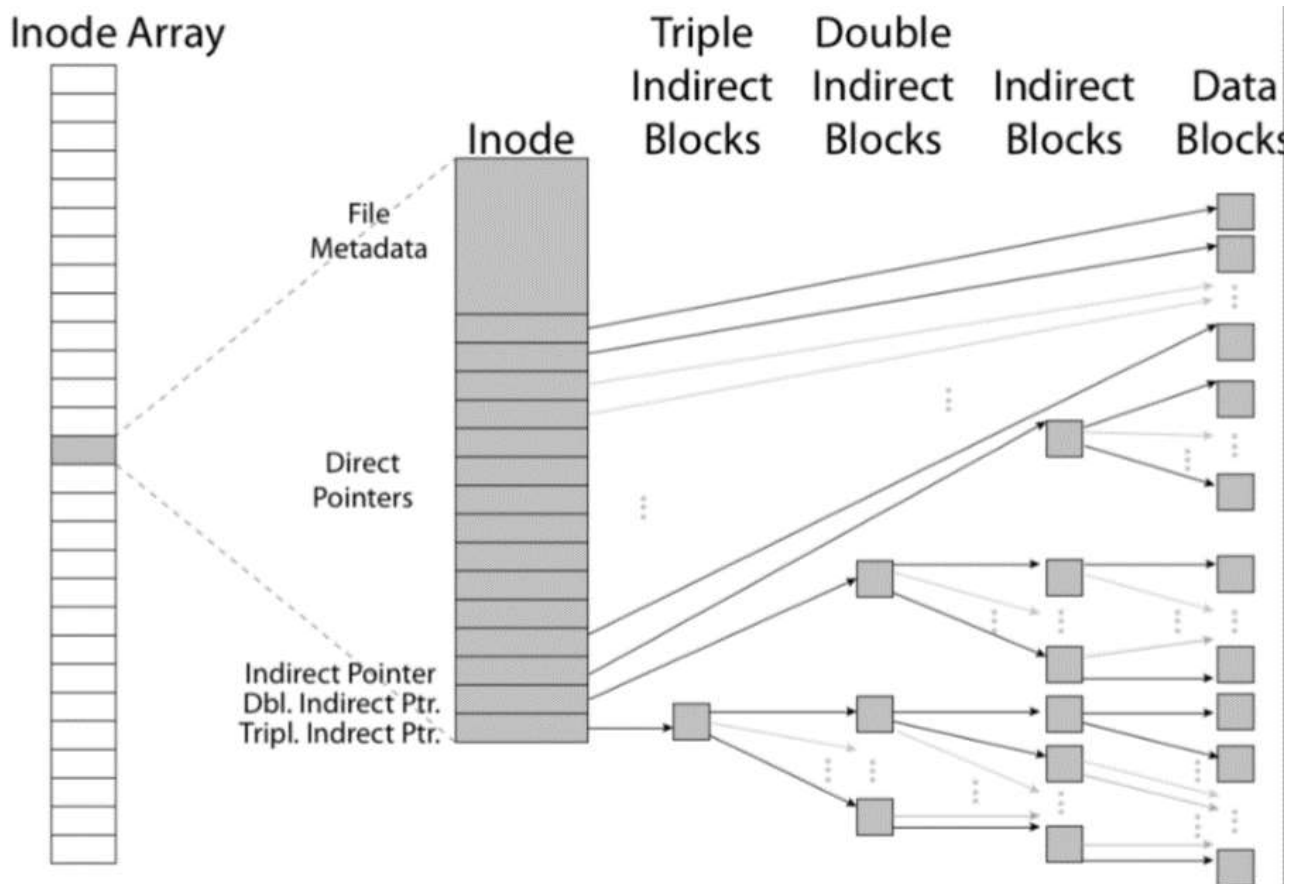 Inode Array
Triple
Indirect
Blocks
Double
Indirect
Blocks
Indirect
Blocks
Data
Blocks
Inode
File
Metadata
Direct
Pointers
Indirect Pointer
Dbl. Indirect Ptr.
Tripl. Indrect Ptr.